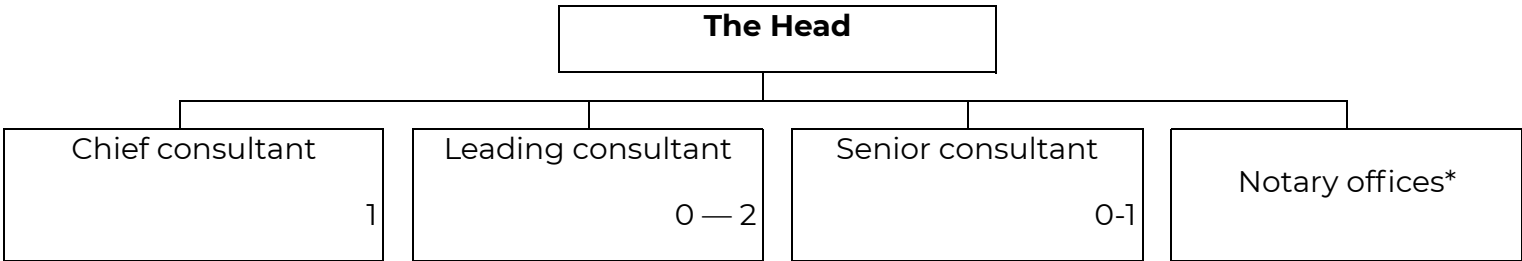 The Head
Chief consultant
1
Leading consultant
0 — 2
Senior consultant
0-1
Notary offices*